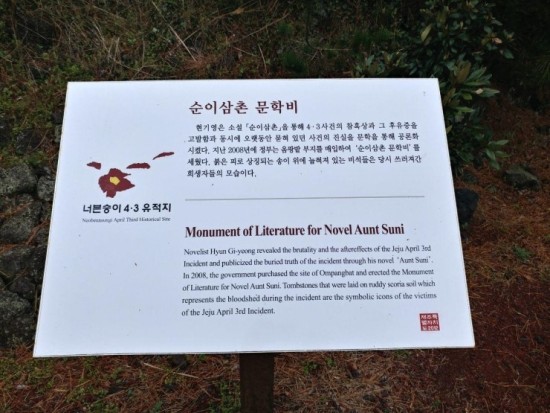 순이삼촌 문학비
현기영은 소설 「순이삼촌」을 통해 4·3사건의 참혹상과 그 후유증을
고발함과 동시에 오랫동안 묻혀 있던 사건의 진실을 문학을 통해 공론화
시켰다. 지난 2008년에 정부는 옴팡밭 부지를 매입하여 '순이삼촌 문학비'를
세웠다. 붉은 피로 상징되는 송이 위에 눕혀져 있는 비석들은 당시 쓰러져간
희생자들의 모습이다.
너븐숭이 4·3 유적지
Neobeunsungi April Third Historical Site
Monument of Literature for Novel Aunt Suni
Novelist Hyun Gi-yeong revealed the brutality and the aftereffects of the Jeju April 3rd
Incident and publicized the buried truth of the incident through his novel 'Aunt Suni'.
In 2008, the government purchased the site of Ompangbat and erected the Monument
of Literature for Novel Aunt Suni. Tombstones that were laid on ruddy scoria soil which
represents the bloodshed during the incident are the symbolic icons of the victims
of the Jeju April 3rd Incident.